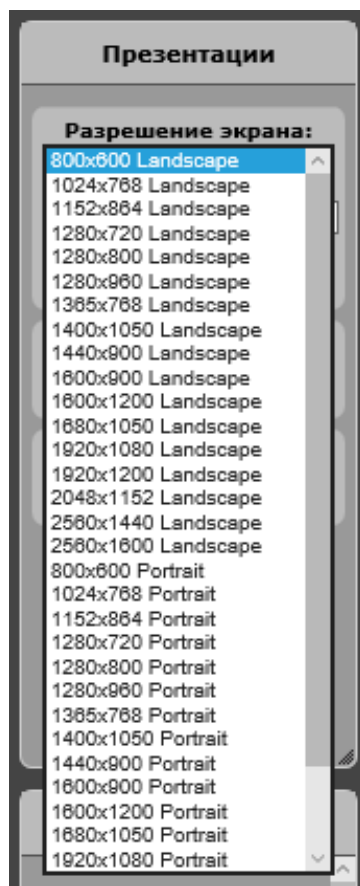 Презентации
Разрешение экрана:
800x600 Landscape
1024x768 Landscape
1152x864 Landscape
1280x720 Landscape
1280x800 Landscape
1280x960 Landscape
1365x768 Landscape
1400x1050 Landscape
1440x900 Landscape
1600x900 Landscape
1600x1200 Landscape
1680x1050 Landscape
1920x1080 Landscape
1920x1200 Landscape
2048x1152 Landscape
2560x1440 Landscape
2560x1600 Landscape
800x600 Portrait
1024x768 Portrait
1152x864 Portrait
1280x720 Portrait
1280x800 Portrait
1280x960 Portrait
1365x768 Portrait
1400x1050 Portrait
1440x900 Portrait
1600x900 Portrait
1600x1200 Portrait
1680x1050 Portrait
1920x1080 Portrait